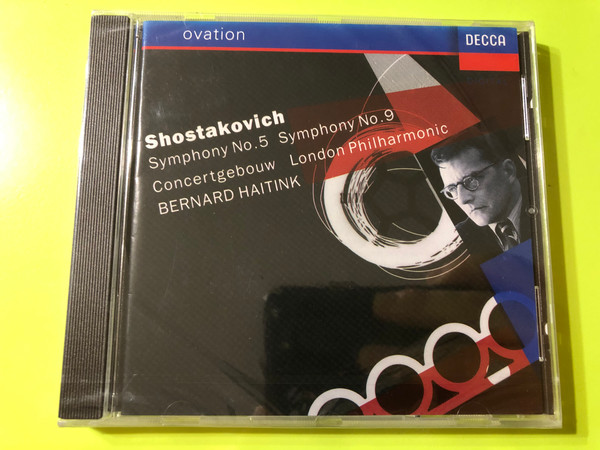 ovation
DECCA
Shostakovich
Symphony No.5 Symphony No.9
Concertgebouw London Philharmonic
BERNARD HAITINK